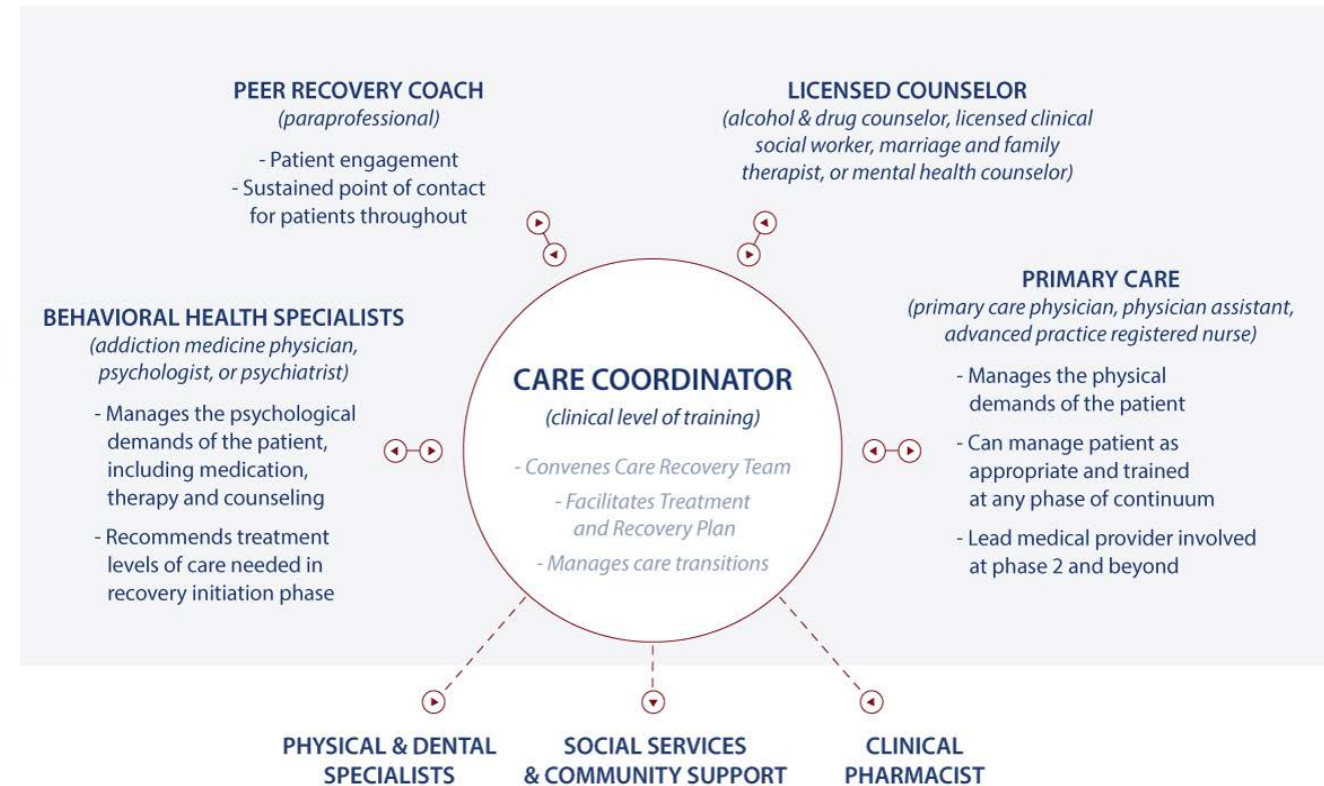 PEER RECOVERY COACH
(paraprofessional)
- Patient engagement
- Sustained point of contact
for patients throughout
LICENSED COUNSELOR
(alcohol & drug counselor, licensed clinical
social worker, marriage and family
therapist, or mental health counselor)
BEHAVIORAL HEALTH SPECIALISTS
(addiction medicine physician,
psychologist, or psychiatrist)
- Manages the psychological
demands of the patient,
including medication,
therapy and counseling
- Recommends treatment
levels of care needed in
recovery initiation phase
CARE COORDINATOR
(clinical level of training)
- Convenes Care Recovery Team
- Facilitates Treatment
and Recovery Plan
- Manages care transitions
PRIMARY CARE
(primary care physician, physician assistant,
advanced practice registered nurse)
- Manages the physical
demands of the patient
- Can manage patient as
appropriate and trained
at any phase of continuum
- Lead medical provider involved
at phase 2 and beyond
PHYSICAL & DENTAL
SPECIALISTS
SOCIAL SERVICES
& COMMUNITY SUPPORT
CLINICAL
PHARMACIST